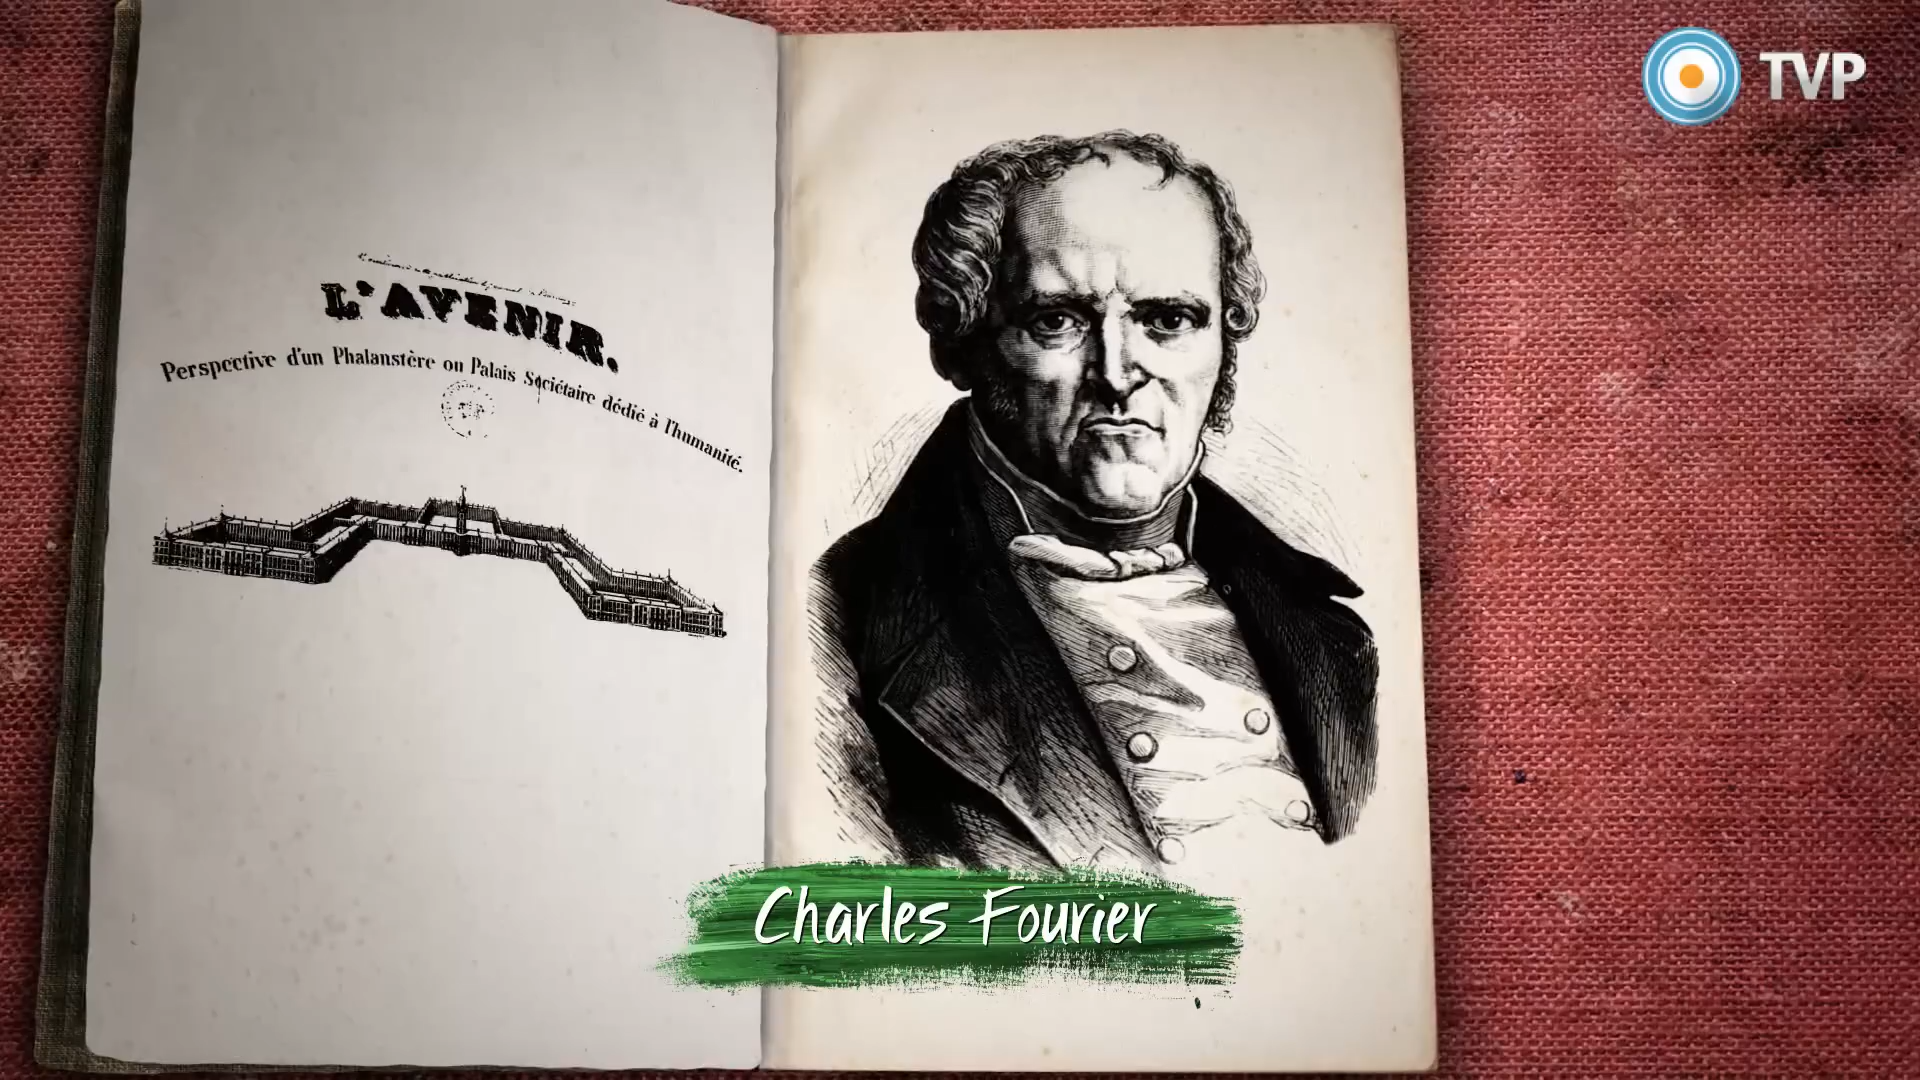 TVP
L'AVENIR.
Perspective d'un Phalanstère ou Palais Sociétaire dédié à l'humanité.
Charles Fourier